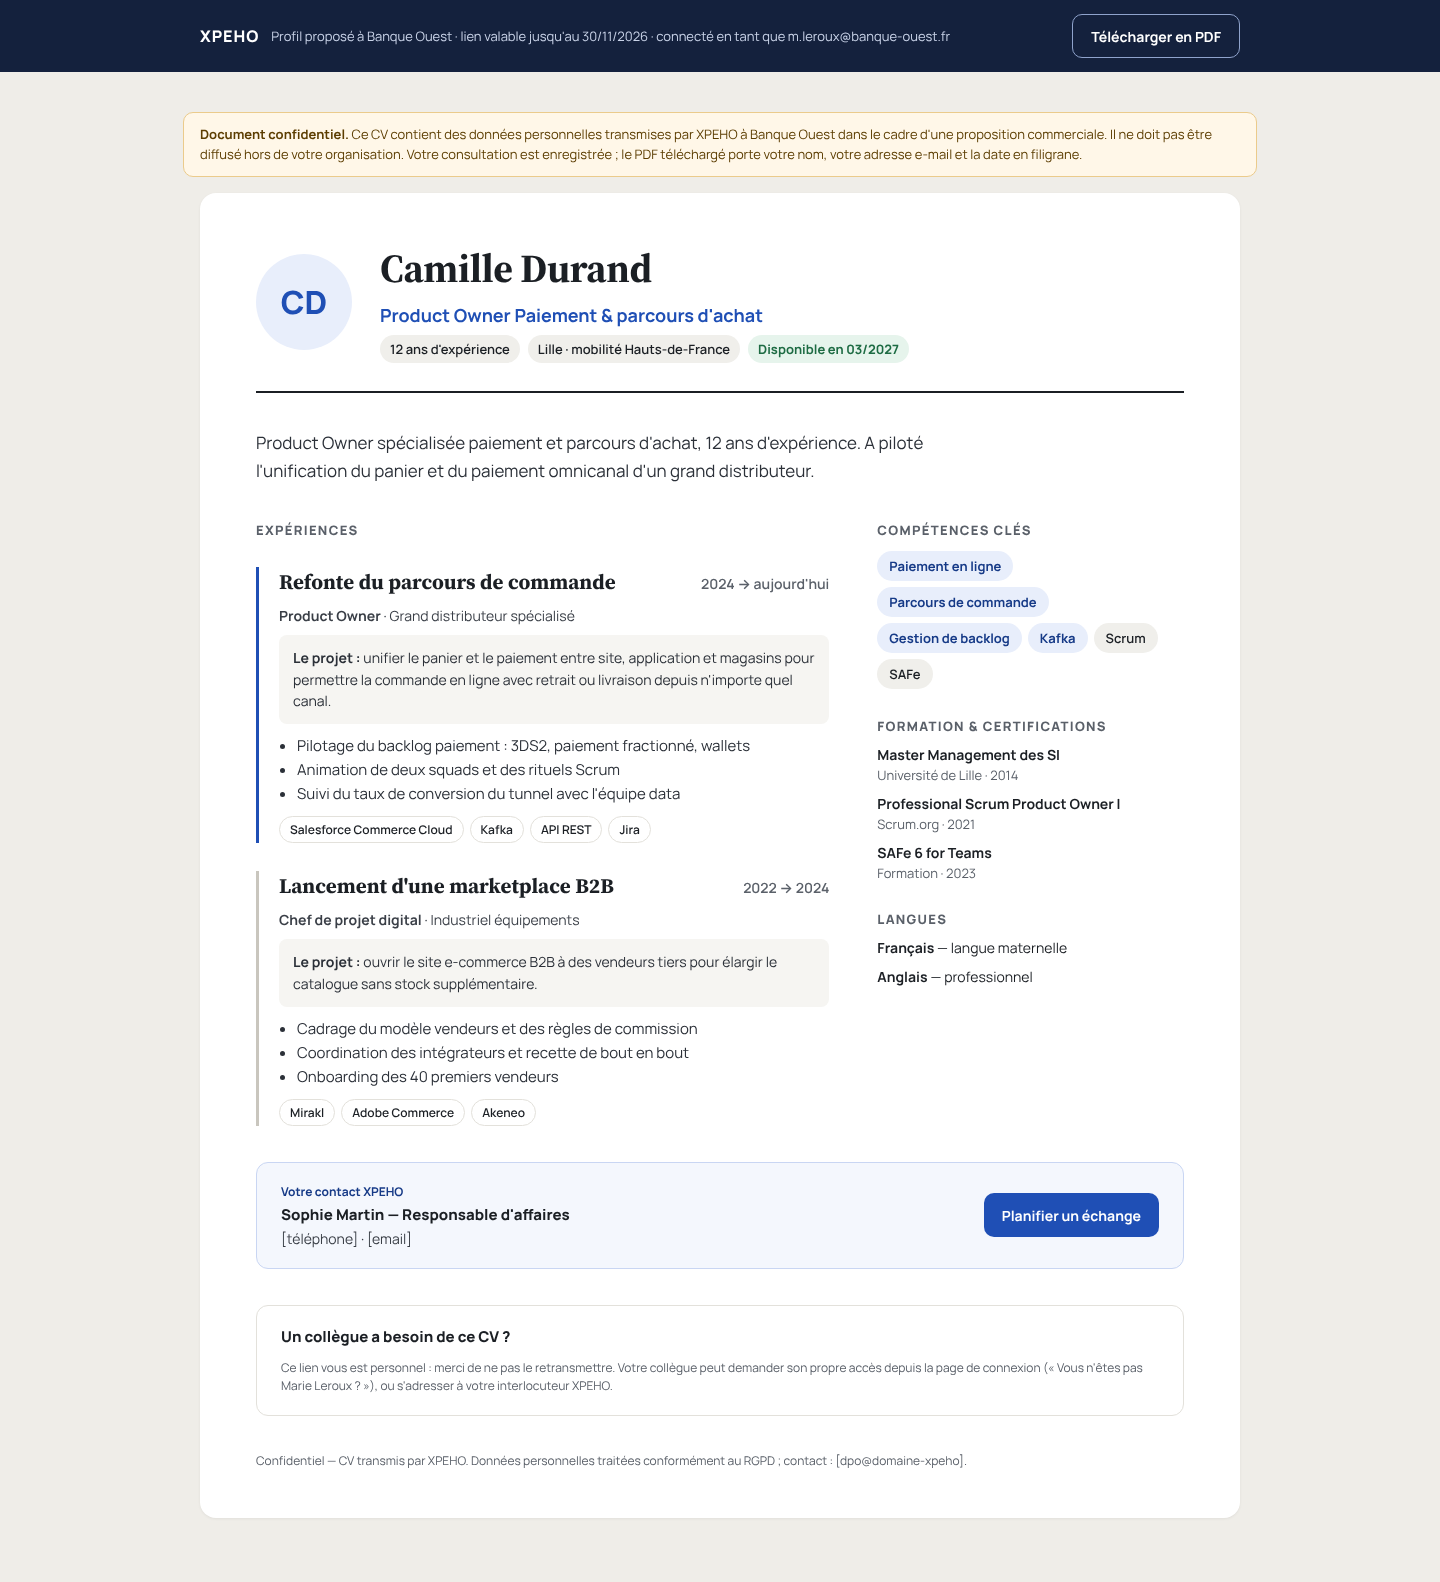 XPEHO Profil proposé à Banque Ouest · lien valable jusqu'au 30/11/2026 · connecté en tant que m.leroux@banque-ouest.fr Télécharger en PDF
Document confidentiel. Ce CV contient des données personnelles transmises par XPEHO à Banque Ouest dans le cadre d'une proposition commerciale. Il ne doit pas être
diffusé hors de votre organisation. Votre consultation est enregistrée ; le PDF téléchargé porte votre nom, votre adresse e-mail et la date en filigrane.
CD
Camille Durand
Product Owner Paiement & parcours d'achat
12 ans d'expérience Lille · mobilité Hauts-de-France Disponible en 03/2027
Product Owner spécialisée paiement et parcours d'achat, 12 ans d'expérience. A piloté
l'unification du panier et du paiement omnicanal d'un grand distributeur.
EXPÉRIENCES
Refonte du parcours de commande 2024 → aujourd'hui
Product Owner · Grand distributeur spécialisé
Le projet : unifier le panier et le paiement entre site, application et magasins pour
permettre la commande en ligne avec retrait ou livraison depuis n'importe quel
canal.
• Pilotage du backlog paiement : 3DS2, paiement fractionné, wallets
• Animation de deux squads et des rituels Scrum
• Suivi du taux de conversion du tunnel avec l'équipe data
Salesforce Commerce Cloud Kafka API REST Jira
Lancement d'une marketplace B2B 2022 → 2024
Chef de projet digital · Industriel équipements
Le projet : ouvrir le site e-commerce B2B à des vendeurs tiers pour élargir le
catalogue sans stock supplémentaire.
• Cadrage du modèle vendeurs et des règles de commission
• Coordination des intégrateurs et recette de bout en bout
• Onboarding des 40 premiers vendeurs
Mirakl Adobe Commerce Akeneo
COMPÉTENCES CLÉS
Paiement en ligne
Parcours de commande
Gestion de backlog Kafka Scrum
SAFe
FORMATION & CERTIFICATIONS
Master Management des SI
Université de Lille · 2014
Professional Scrum Product Owner I
Scrum.org · 2021
SAFe 6 for Teams
Formation · 2023
LANGUES
Français — langue maternelle
Anglais — professionnel
Votre contact XPEHO
Sophie Martin — Responsable d'affaires
[téléphone] · [email]
Planifier un échange
Un collègue a besoin de ce CV ?
Ce lien vous est personnel : merci de ne pas le retransmettre. Votre collègue peut demander son propre accès depuis la page de connexion (« Vous n'êtes pas
Marie Leroux ? »), ou s'adresser à votre interlocuteur XPEHO.
Confidentiel — CV transmis par XPEHO. Données personnelles traitées conformément au RGPD ; contact : [dpo@domaine-xpeho].